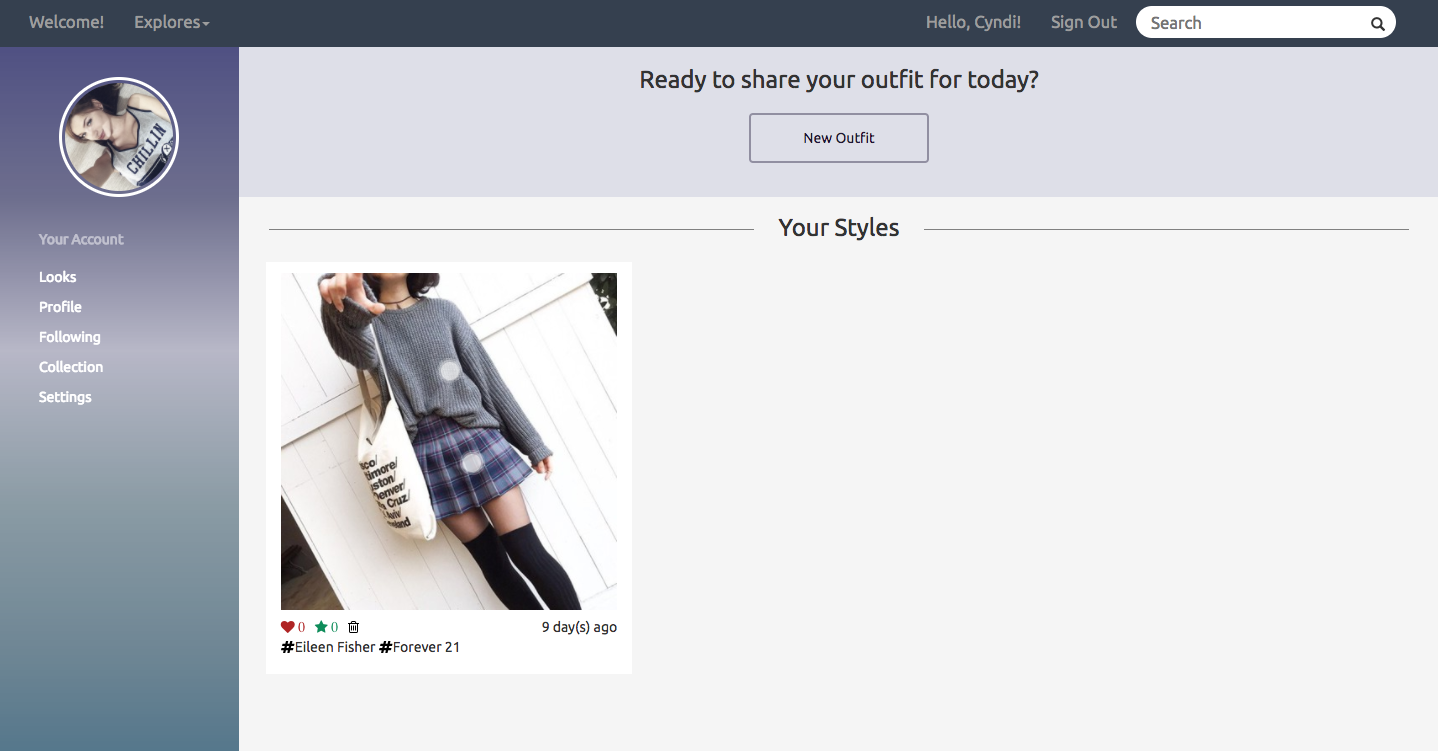 Welcome! Explores Hello, Cyndi! Sign Out Search
CHILLIN
Ready to share your outfit for today?
New Outfit
Your Account
Looks
Profile
Following
Collection
Settings
Your Styles
Denver/
0 0 9 day(s) ago
#Eileen Fisher #Forever 21